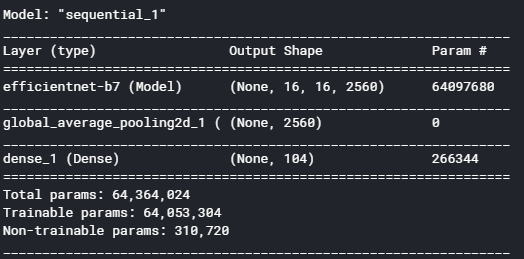 Model: "sequential_1"
_________________________________________________________________
Layer (type)                 Output Shape              Param #
=================================================================
efficientnet-b7 (Model)      (None, 16, 16, 2560)      64097680
_________________________________________________________________
global_average_pooling2d_1 ( (None, 2560)              0
_________________________________________________________________
dense_1 (Dense)              (None, 104)               266344
=================================================================
Total params: 64,364,024
Trainable params: 64,053,304
Non-trainable params: 310,720
_________________________________________________________________